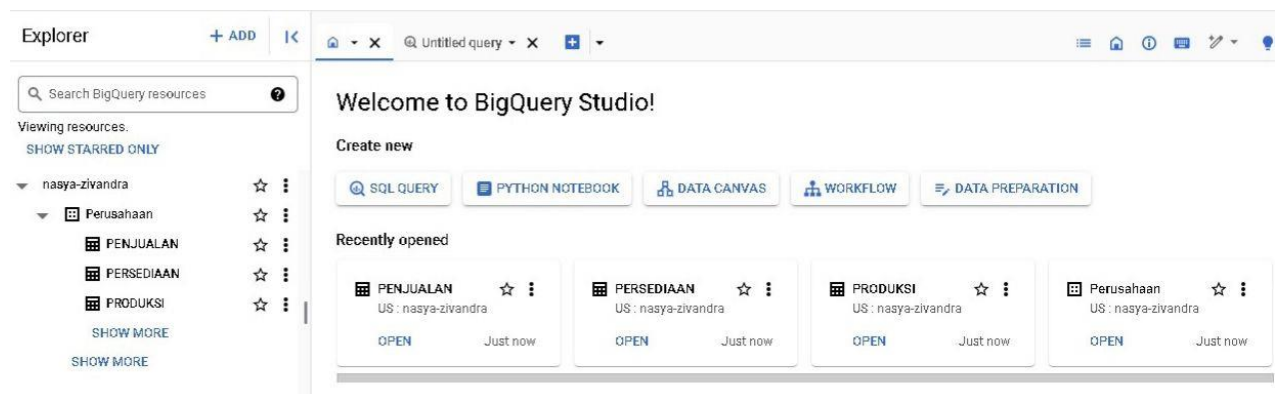 Explorer
+ ADD
Untitled query
Search BigQuery resources
Viewing resources.
SHOW STARRED ONLY
nasya-zivandra
Perusahaan
PENJUALAN
PERSEDIAAN
PRODUKSI
SHOW MORE
SHOW MORE
Welcome to BigQuery Studio!
Create new
SQL QUERY
PYTHON NOTEBOOK
DATA CANVAS
WORKFLOW
DATA PREPARATION
Recently opened
PENJUALAN
US : nasya-zivandra
OPEN Just now
PERSEDIAAN
US : nasya-zivandra
OPEN Just now
PRODUKSI
US : nasya-zivandra
OPEN Just now
Perusahaan
US : nasya-zivandra
OPEN Just now